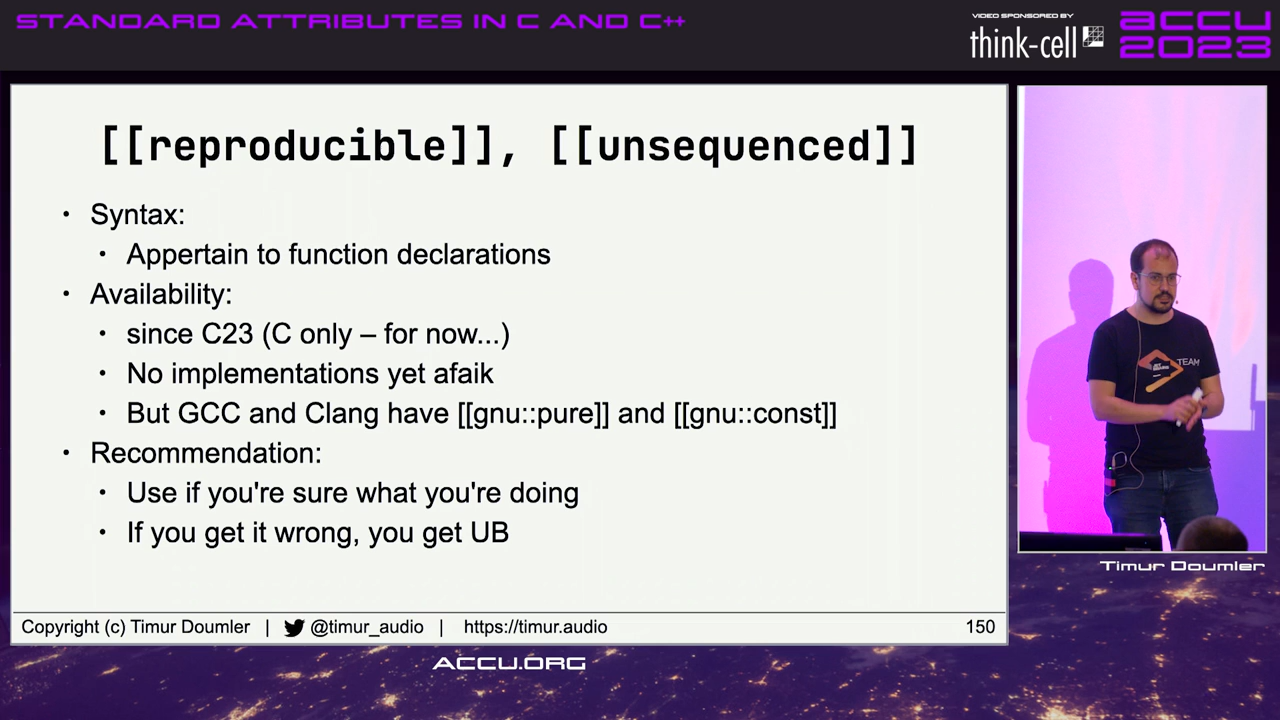 STANDARD ATTRIBUTES IN C AND C++
VIDEO SPONSORED BY
think-cell
ACCU
2023
[[reproducible]], [[unsequenced]]
• Syntax:
• Appertain to function declarations
• Availability:
• since C23 (C only – for now...)
• No implementations yet afaik
• But GCC and Clang have [[gnu::pure]] and [[gnu::const]]
• Recommendation:
• Use if you're sure what you're doing
• If you get it wrong, you get UB
Copyright (c) Timur Doumler | @timur_audio | https://timur.audio 150
TEAM
Timur Doumler
ACCU.ORG